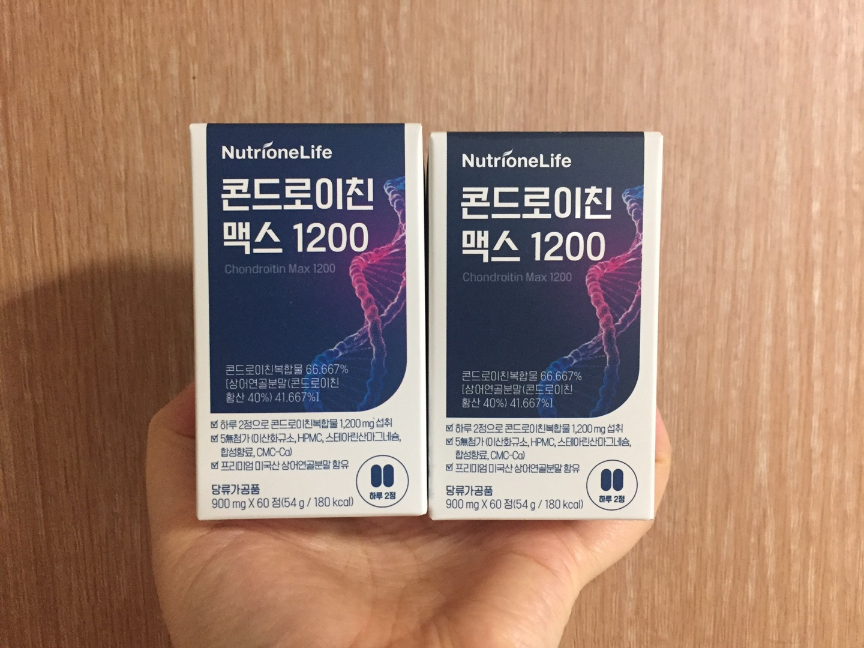 NutrioneLife
콘드로이친
맥스 1200
Chondroitin Max 1200
콘드로이친복합물 66.667%
[상어연골분말(콘드로이친
황산 40%) 41.667%]
하루 2정으로 콘드로이친복합물 1,200 mg 섭취
5無첨가 (이산화규소, HPMC, 스테아린산마그네슘,
합성향료, CMC-Ca)
프리미엄 미국산 상어연골분말 함유
당류가공품
900 mg X 60 정(54 g / 180 kcal)
하루 2정
NutrioneLife
콘드로이친
맥스 1200
Chondroitin Max 1200
콘드로이친복합물 66.667%
[상어연골분말(콘드로이친
황산 40%) 41.667%]
하루 2정으로 콘드로이친복합물 1,200 mg 섭취
5無첨가 (이산화규소, HPMC, 스테아린산마그네슘,
합성향료, CMC-Ca)
프리미엄 미국산 상어연골분말 함유
당류가공품
900 mg X 60 정(54 g / 180 kcal)
하루 2정